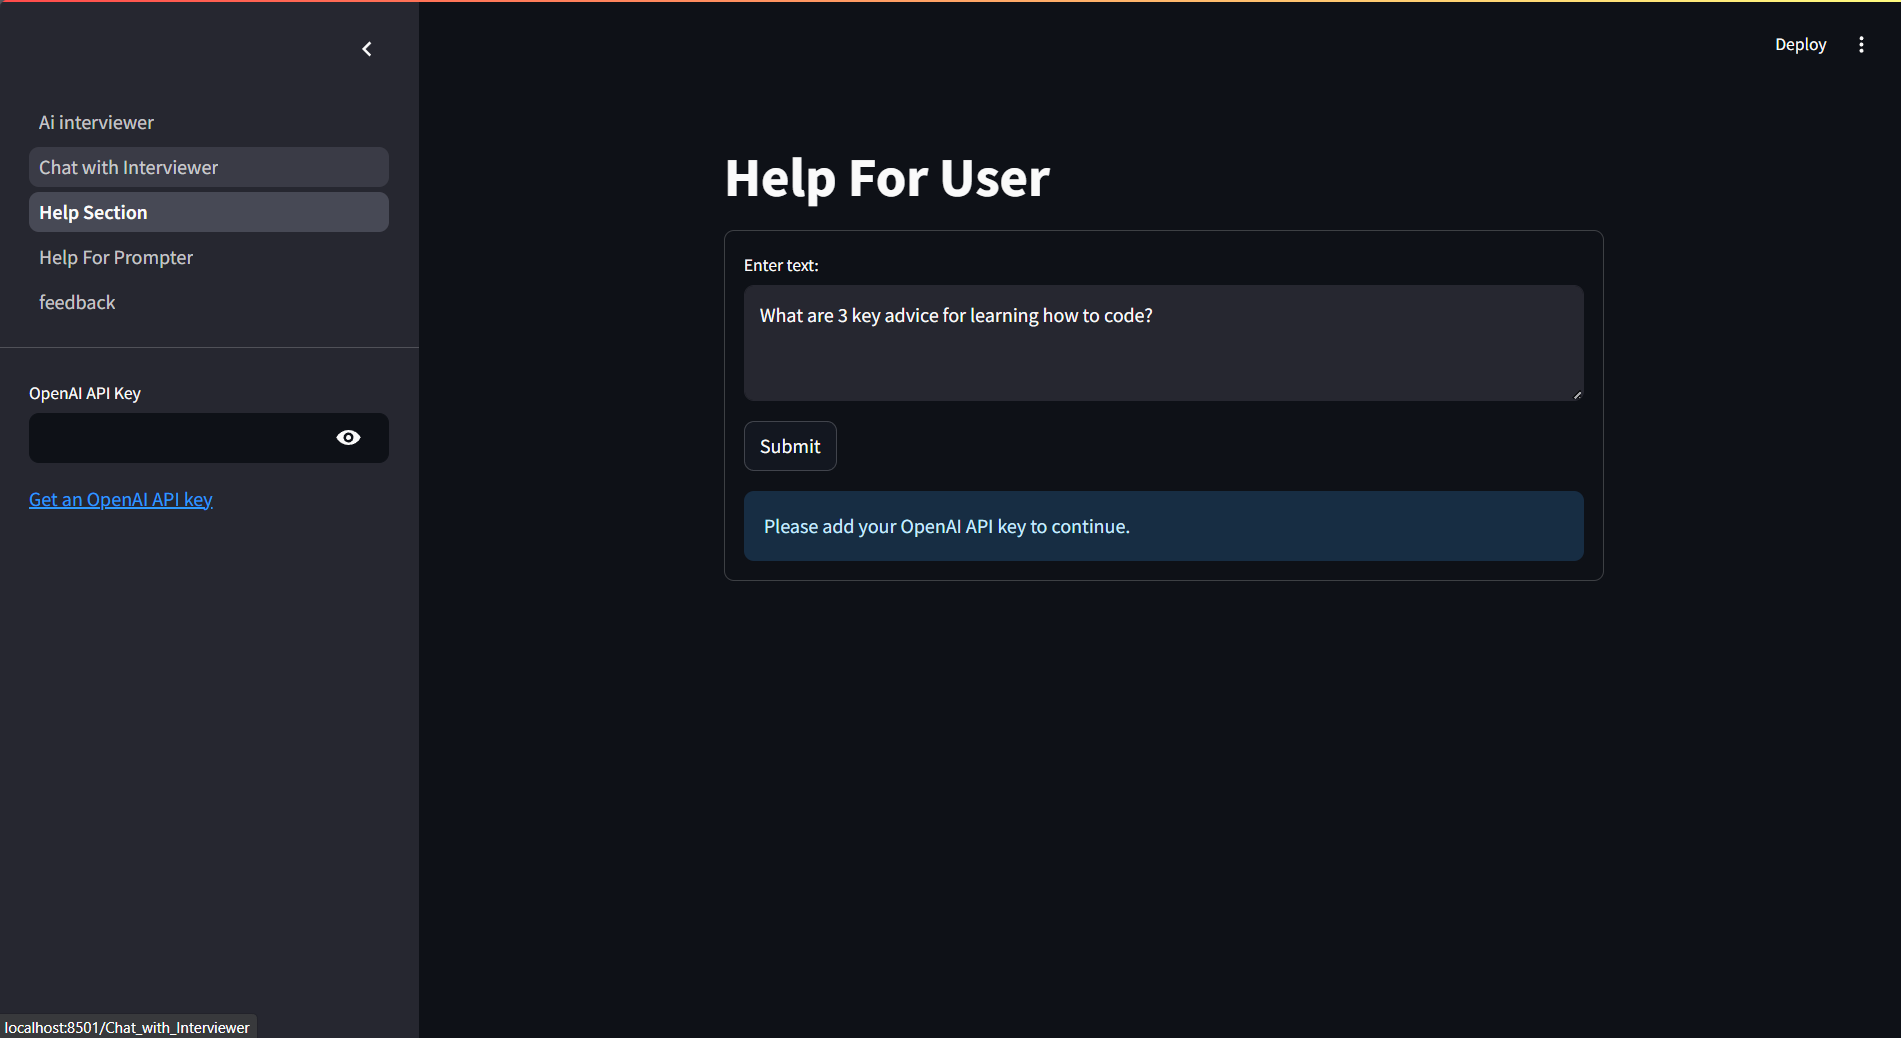 Deploy
Ai interviewer
Chat with Interviewer
Help Section
Help For Prompter
feedback
OpenAI API Key
Get an OpenAI API key
Help For User
Enter text:
What are 3 key advice for learning how to code?
Submit
Please add your OpenAI API key to continue.
localhost:8501/Chat_with_Interviewer